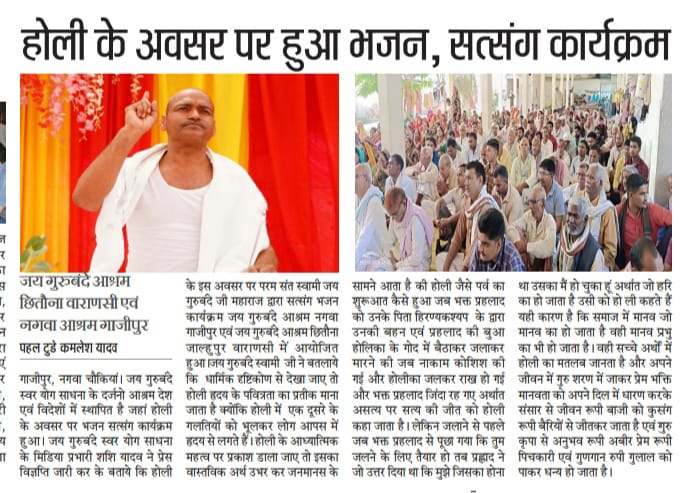 होली के अवसर पर हुआ भजन, सत्संग कार्यक्रम
जय गुरुबंदे आश्रम
छितौना वाराणसी एवं
नगवा आश्रम गाजीपुर
पहल टुडे कमलेश यादव
गाजीपुर, नगवा चौकियां। जय गुरुबंदे
स्वर योग साधना के दर्जनो आश्रम देश
एवं विदेशों में स्थापित है जहां होली
के अवसर पर भजन सत्संग कार्यक्रम
हुआ। जय गुरुबंदे स्वर योग साधना
के मिडिया प्रभारी शशि यादव ने प्रेस
विज्ञप्ति जारी कर के बताये कि होली
के इस अवसर पर परम संत स्वामी जय
गुरुबंदे जी महाराज द्वारा सत्संग भजन
कार्यक्रम जय गुरुबंदे आश्रम नगवा
गाजीपुर एवं जय गुरुबंदे आश्रम छितौना
जाल्हुपुर वाराणसी में आयोजित
हुआ।जय गुरुबंदे स्वामी जी ने बतलाये
कि धार्मिक दृष्टिकोण से देखा जाए तो
होली हृदय के पवित्रता का प्रतीक माना
जाता है क्योंकि होली में एक दूसरे के
गलतियों को भूलकर लोग आपस में
हृदय से लगते हैं। होली के आध्यात्मिक
महत्व पर प्रकाश डाला जाए तो इसका
वास्तविक अर्थ उभर कर जनमानस के
सामने आता है की होली जैसे पर्व का
शुरूआत कैसे हुआ जब भक्त प्रहलाद
को उनके पिता हिरण्यकश्यप के द्वारा
उनकी बहन एवं प्रहलाद की बुआ
होलिका के गोद में बैठाकर जलाकर
मारने की जब नाकाम कोशिश की
गई और होलीका जलकर राख हो गई
और भक्त प्रहलाद जिंदा रह गए अर्थात
असत्य पर सत्य की जीत को होली
कहा जाता है। लेकिन जलाने से पहले
जब भक्त प्रहलाद से पूछा गया कि तुम
जलने के लिए तैयार हो तब प्रह्लाद ने
जो उत्तर दिया था कि मुझे जिसका होना
था उसका मैं हो चुका हूं अर्थात जो हरि
का हो जाता है उसी को हो ली कहते हैं
यही कारण है कि समाज में मानव जो
मानव का हो जाता है वही मानव प्रभु
का भी हो जाता है। वही सच्चे अर्थों में
होली का मतलब जानता है और अपने
जीवन में गुरु शरण में जाकर प्रेम भक्ति
मानवता को अपने दिल में धारण करके
संसार से जीवन रूपी बाजी को कुसंग
रूपी बैरियों से जीतकर जाता है एवं गुरु
कृपा से अनुभव रूपी अबीर प्रेम रूपी
पिचकारी एवं गुणगान रुपी गुलाल को
पाकर धन्य हो जाता है।